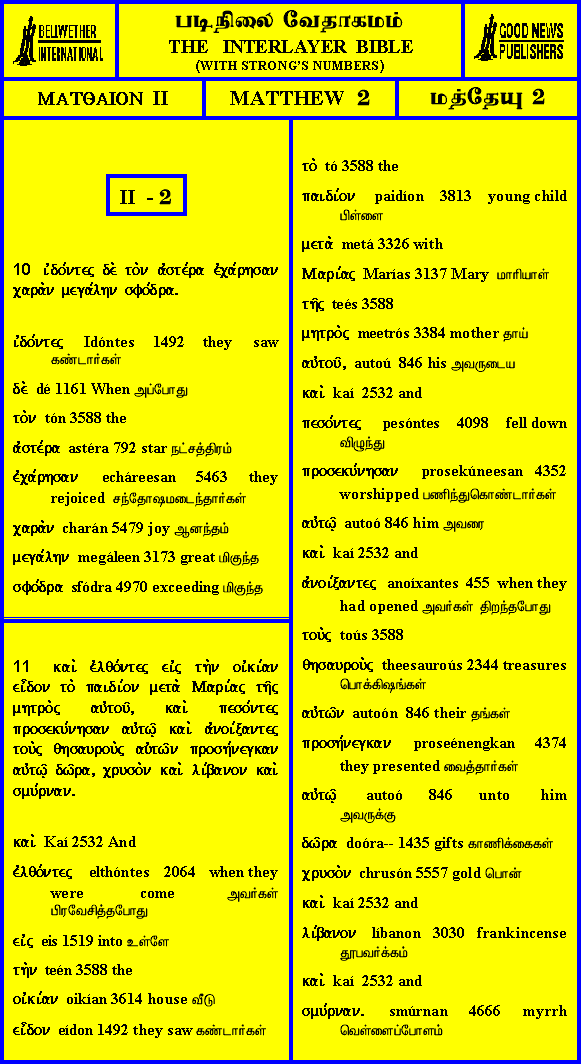 BELLWETHER
INTERNATIONAL
படிநிலை வேதாகமம்
THE INTERLAYER BIBLE
(WITH STRONG'S NUMBERS)
GOOD NEWS
PUBLISHERS
ΜΑΤΘΑΙΟΝ II
MATTHEW 2
மத்தேயு 2
II - 2
10 ἰδόντες δὲ τὸν ἀστέρα ἐχάρησαν
χαρὰν μεγάλην σφόδρα.
ἰδόντες Idóntes 1492 they saw
கண்டார்கள்
δὲ dé 1161 When அப்போது
τὸν tón 3588 the
ἀστέρα astéra 792 star நட்சத்திரம்
ἐχάρησαν echáreesan 5463 they
rejoiced சந்தோஷமடைந்தார்கள்
χαρὰν charán 5479 joy ஆனந்தம்
μεγάλην megáleen 3173 great மிகுந்த
σφόδρα sfódra 4970 exceeding மிகுந்த
11 καὶ ἐλθόντες εἰς τὴν οἰκίαν
εἶδον τὸ παιδίον μετὰ Μαρίας τῆς
μητρὸς αὐτοῦ, καὶ πεσόντες
προσεκύνησαν αὐτῷ καὶ ἀνοίξαντες
τοὺς θησαυροὺς αὐτῶν προσήνεγκαν
αὐτῷ δῶρα, χρυσὸν καὶ λίβανον καὶ
σμύρναν.
καὶ Kaí 2532 And
ἐλθόντες elthóntes 2064 when they
were come அவர்கள்
பிரவேசித்தபோது
εἰς eis 1519 into உள்ளே
τὴν teén 3588 the
οἰκίαν oikían 3614 house வீடு
εἶδον eídon 1492 they saw கண்டார்கள்
τὸ tó 3588 the
παιδίον paidíon 3813 young child
பிள்ளை
μετὰ metá 3326 with
Μαρίας Marías 3137 Mary மாரியாள்
τῆς teés 3588
μητρὸς meetrós 3384 mother தாய்
αὐτοῦ, autoú 846 his அவருடைய
καὶ kaí 2532 and
πεσόντες pesóntes 4098 fell down
விழுந்து
προσεκύνησαν prosekúneesan 4352
worshipped பணிந்துகொண்டார்கள்
αὐτῷ autoó 846 him அவரை
καὶ kaí 2532 and
ἀνοίξαντες anoíxantes 455 when they
had opened அவர்கள் திறந்தபோது
τοὺς toús 3588
θησαυροὺς theesauroús 2344 treasures
பொக்கிஷங்கள்
αὐτῶν autoón 846 their தங்கள்
προσήνεγκαν proseénengkan 4374
they presented வைத்தார்கள்
αὐτῷ autoó 846 unto him
அவருக்கு
δῶρα doóra-- 1435 gifts காணிக்கைகள்
χρυσὸν chrusón 5557 gold பொன்
καὶ kaí 2532 and
λίβανον líbanon 3030 frankincense
தூபவர்க்கம்
καὶ kaí 2532 and
σμύρναν. smúrnan 4666 myrrh
வெள்ளைப்போளம்